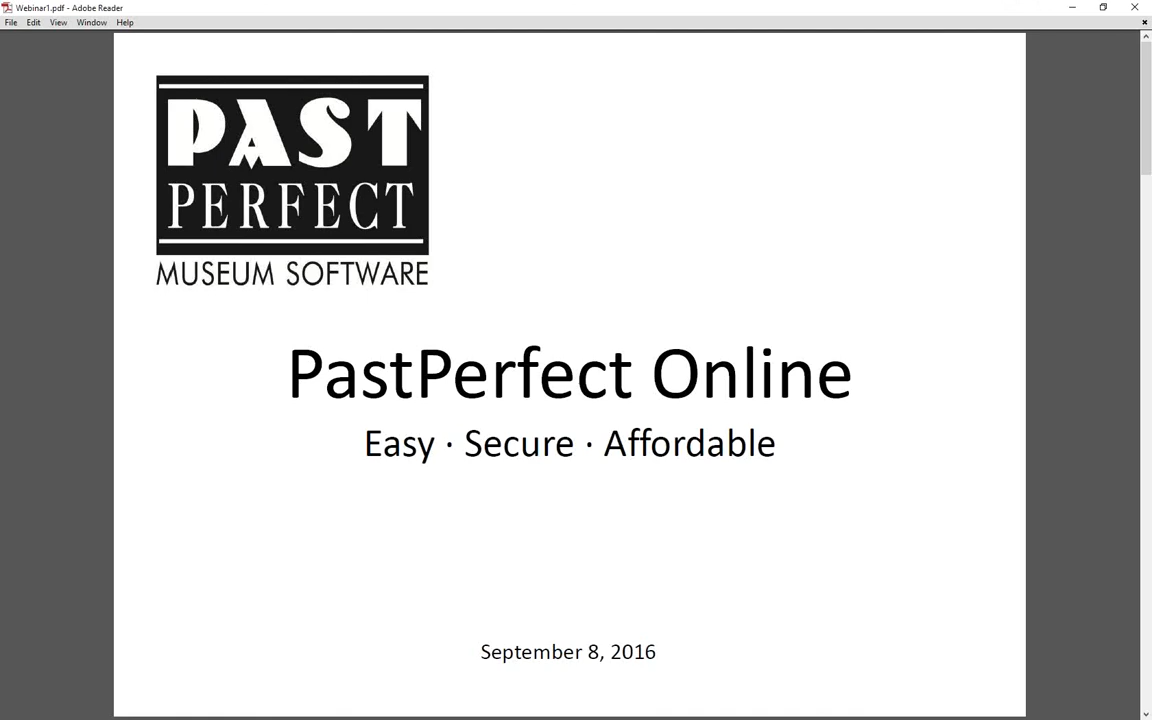 Webinar1.pdf - Adobe Reader
File Edit View Window Help
PAST
PERFECT
MUSEUM SOFTWARE
PastPerfect Online
Easy · Secure · Affordable
September 8, 2016